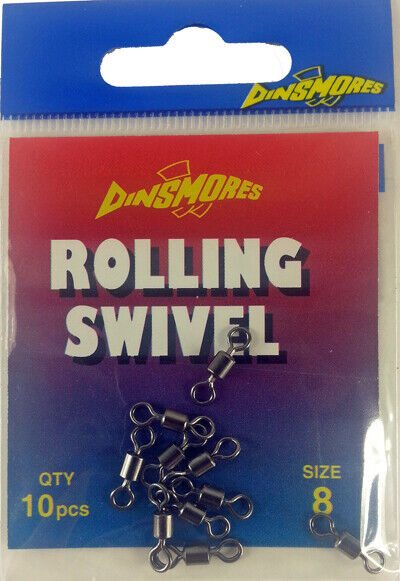 DINSMORES
DINSMORES
ROLLING
SWIVEL
QTY
10pcs
SIZE
8